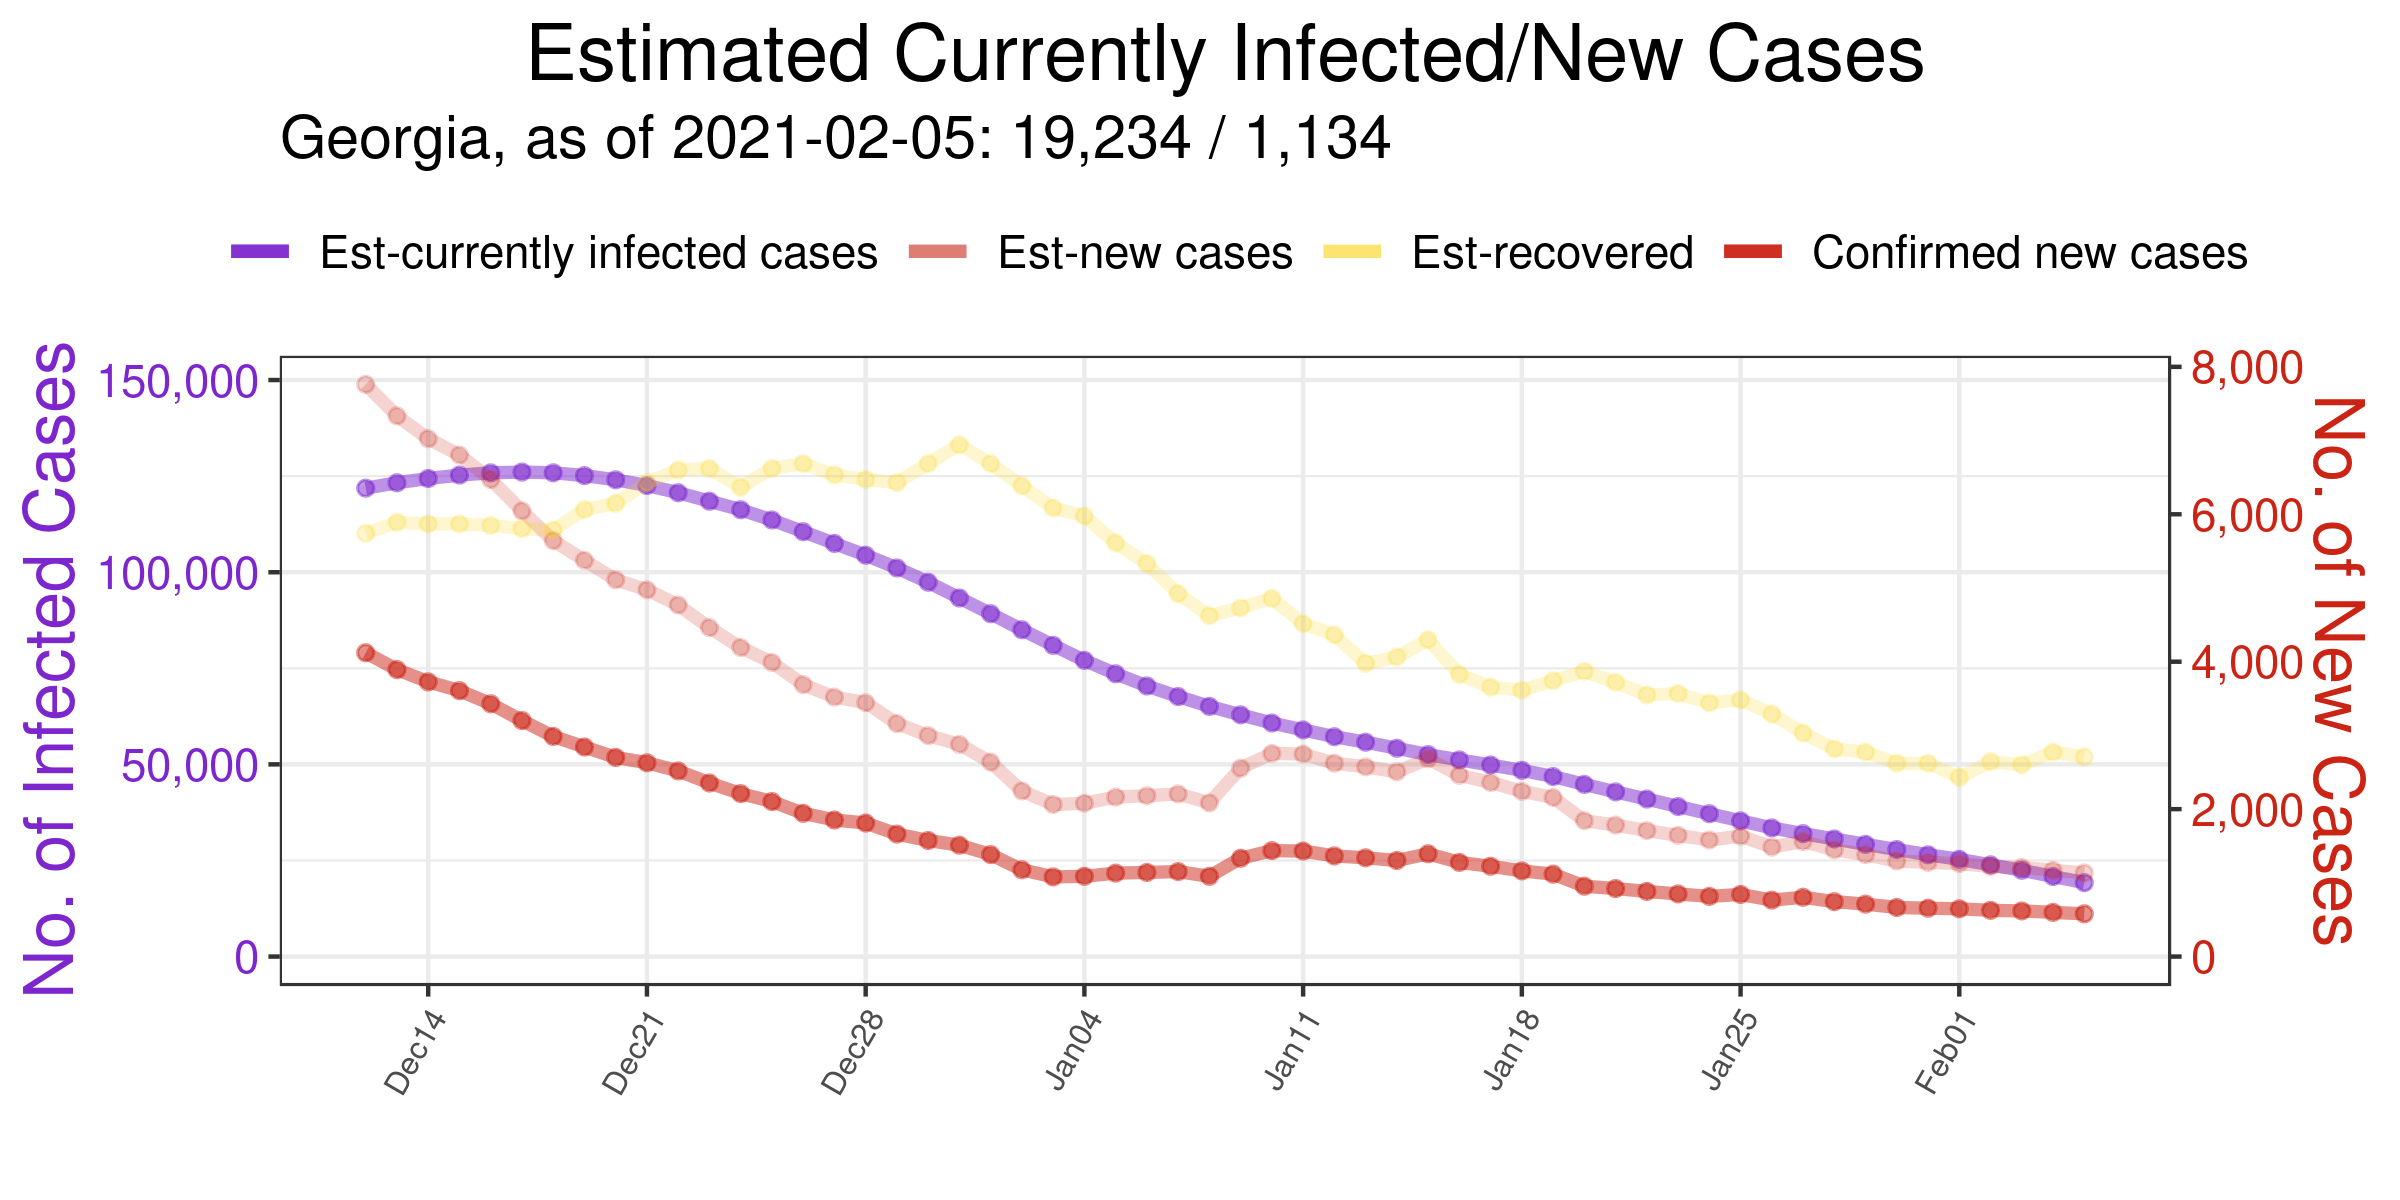 Estimated Currently Infected/New Cases
Georgia, as of 2021-02-05: 19,234 / 1,134
Est-currently infected cases Est-new cases Est-recovered Confirmed new cases
No. of Infected Cases
150,000
100,000
50,000
0
8,000
6,000
4,000
2,000
0
No. of New Cases
Dec14 Dec21 Dec28 Jan04 Jan11 Jan18 Jan25 Feb01